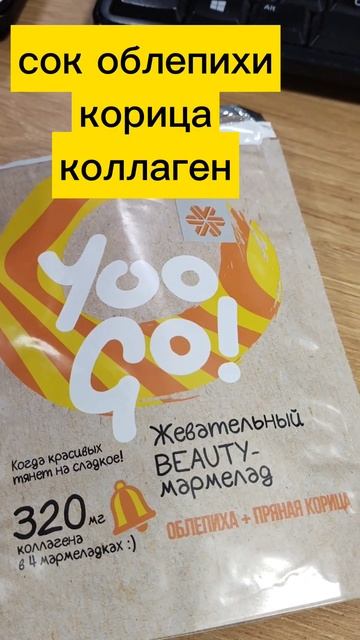 сок облепихи
корица
коллаген
Yoo
Go!
Жевательный
BEAUTY-
мармелад
Когда красивых
тянет на сладкое!
320 мг
коллагена
в 4 мармеладках :)
ОБЛЕПИХА + ПРЯНАЯ КОРИЦА
Alt